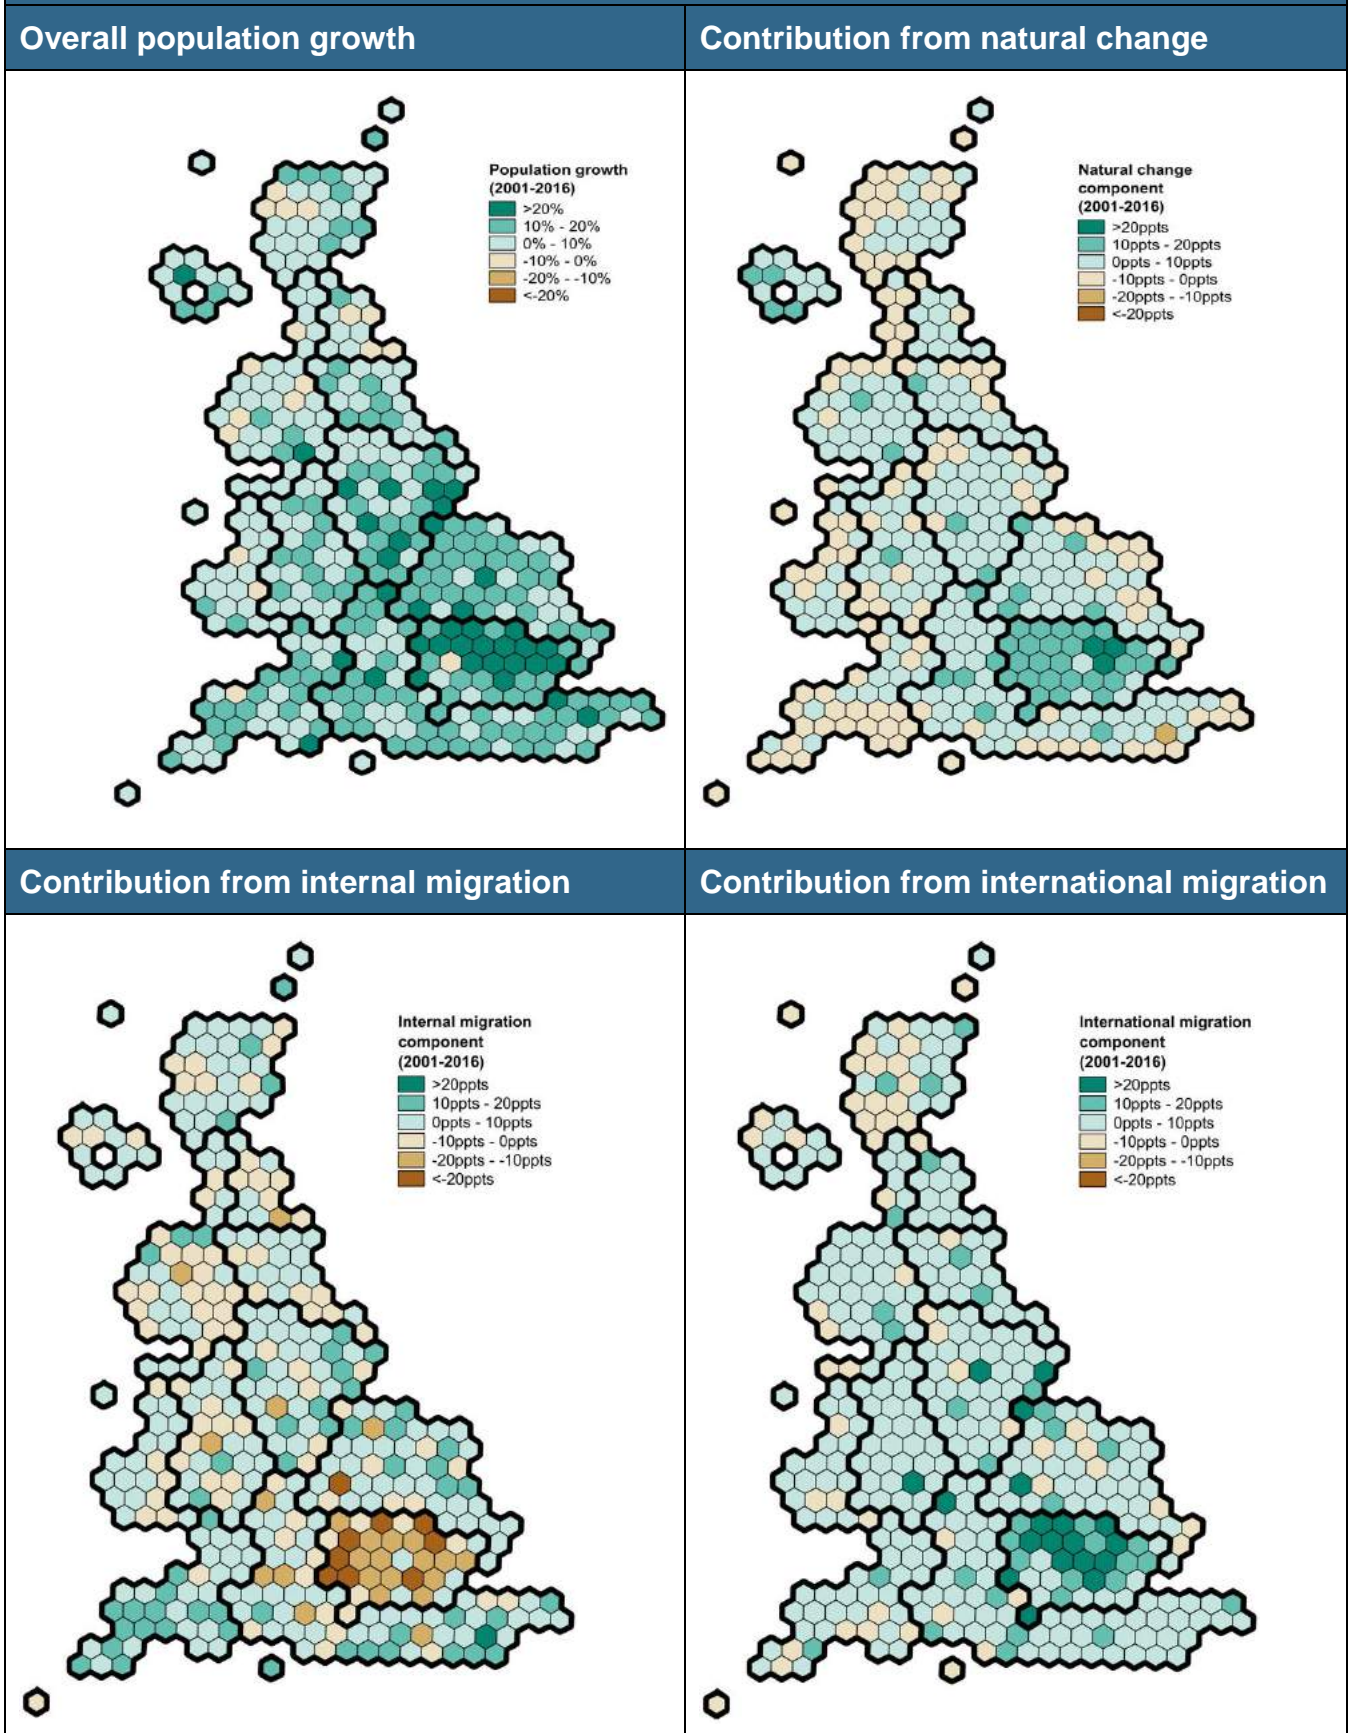 Overall population growth
Contribution from natural change
Population growth
(2001-2016)
>20%
10% - 20%
0% - 10%
-10% - 0%
-20% - -10%
<-20%
Natural change
component
(2001-2016)
>20ppts
10ppts - 20ppts
0ppts - 10ppts
-10ppts - 0ppts
-20ppts - -10ppts
<-20ppts
Contribution from internal migration
Contribution from international migration
Internal migration
component
(2001-2016)
>20ppts
10ppts - 20ppts
0ppts - 10ppts
-10ppts - 0ppts
-20ppts - -10ppts
<-20ppts
International migration
component
(2001-2016)
>20ppts
10ppts - 20ppts
0ppts - 10ppts
-10ppts - 0ppts
-20ppts - -10ppts
<-20ppts